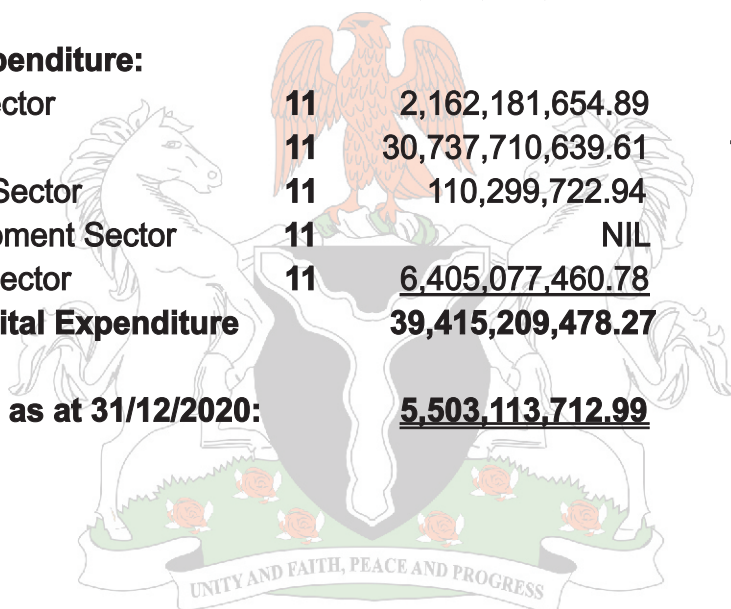 penditure:
ector 11 2,162,181,654.89
11 30,737,710,639.61
Sector 11 110,299,722.94
pment Sector 11 NIL
ector 11 6,405,077,460.78
ital Expenditure 39,415,209,478.27
as at 31/12/2020: 5,503,113,712.99
UNITY AND FAITH, PEACE AND PROGRESS